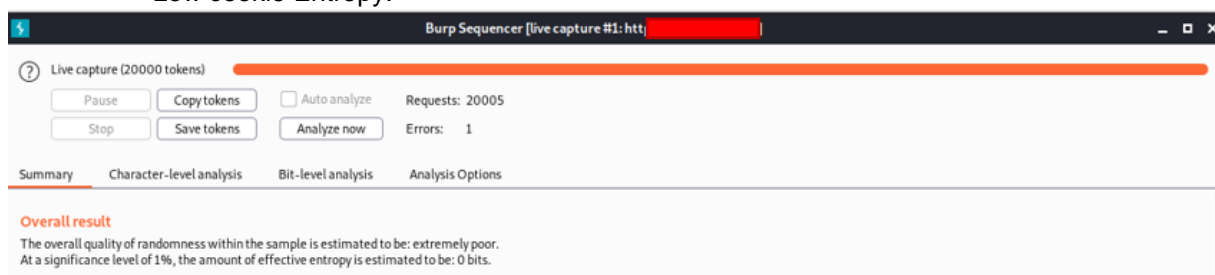 Low cookie Entropy.
Burp Sequencer [live capture #1: htt
Live capture (20000 tokens)
Pause Copy tokens Auto analyze Requests: 20005
Stop Save tokens Analyze now Errors: 1
Summary Character-level analysis Bit-level analysis Analysis Options
Overall result
The overall quality of randomness within the sample is estimated to be: extremely poor.
At a significance level of 1%, the amount of effective entropy is estimated to be: 0 bits.